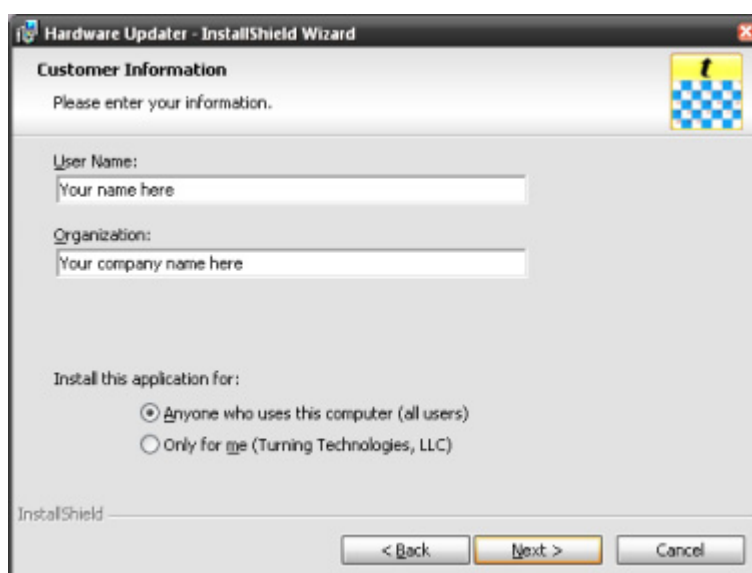 Hardware Updater - InstallShield Wizard
Customer Information
Please enter your information.
t
User Name:
Your name here
Organization:
Your company name here
Install this application for:
Anyone who uses this computer (all users)
Only for me (Turning Technologies, LLC)
InstallShield
< Back Next > Cancel